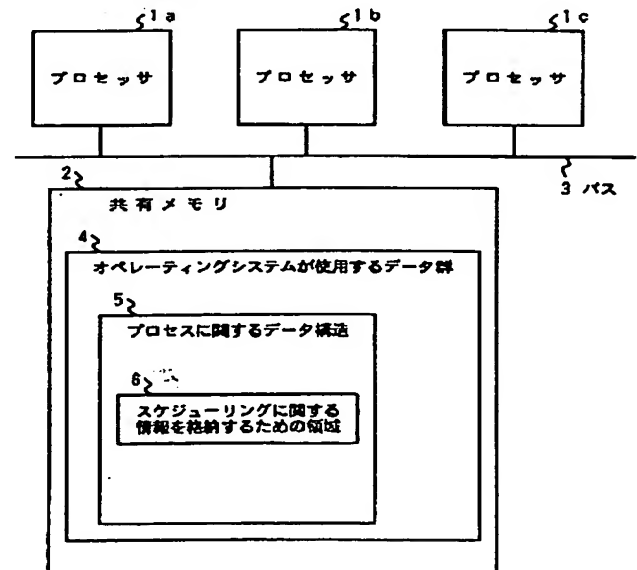 1a 1b 1c
プロセッサ プロセッサ プロセッサ
2
3 バス
共有メモリ
4
オペレーティングシステムが使用するデータ群
5
プロセスに関するデータ構造
6
スケジューリングに関する
情報を格納するための領域